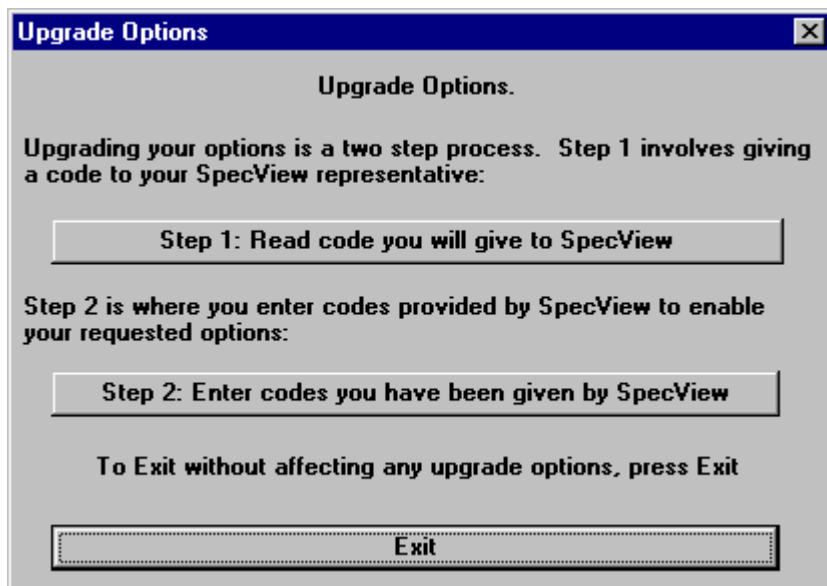 Upgrade Options
Upgrade Options.
Upgrading your options is a two step process.  Step 1 involves giving
a code to your SpecView representative:
Step 1: Read code you will give to SpecView
Step 2 is where you enter codes provided by SpecView to enable
your requested options:
Step 2: Enter codes you have been given by SpecView
To Exit without affecting any upgrade options, press Exit
Exit